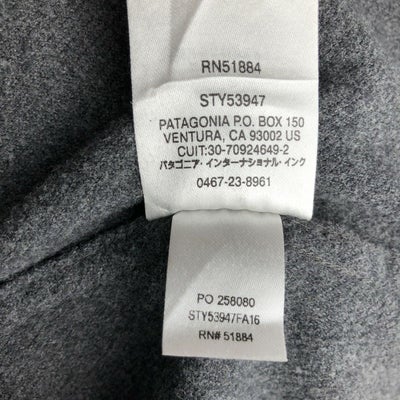 RN51884
STY53947
PATAGONIA P.O. BOX 150
VENTURA, CA 93002 US
CUIT:30-70924649-2
パタゴニア・インターナショナル・インク
0467-23-8961
PO 258080
STY53947FA16
RN# 51884